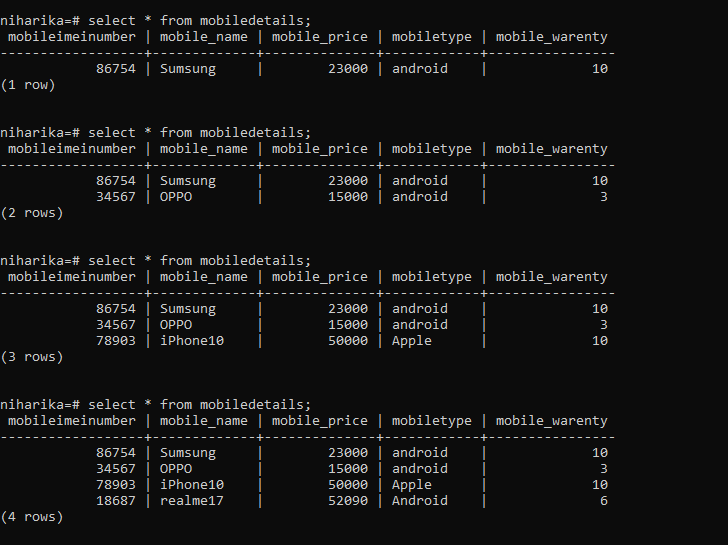 niharika=# select * from mobiledetails;
 mobileimeinumber | mobile_name | mobile_price | mobiletype | mobile_warenty
------------------+-------------+--------------+------------+----------------
            86754 | Sumsung     |        23000 | android    |             10
(1 row)
niharika=# select * from mobiledetails;
 mobileimeinumber | mobile_name | mobile_price | mobiletype | mobile_warenty
------------------+-------------+--------------+------------+----------------
            86754 | Sumsung     |        23000 | android    |             10
            34567 | OPPO        |        15000 | android    |              3
(2 rows)
niharika=# select * from mobiledetails;
 mobileimeinumber | mobile_name | mobile_price | mobiletype | mobile_warenty
------------------+-------------+--------------+------------+----------------
            86754 | Sumsung     |        23000 | android    |             10
            34567 | OPPO        |        15000 | android    |              3
            78903 | iPhone10    |        50000 | Apple      |             10
(3 rows)
niharika=# select * from mobiledetails;
 mobileimeinumber | mobile_name | mobile_price | mobiletype | mobile_warenty
------------------+-------------+--------------+------------+----------------
            86754 | Sumsung     |        23000 | android    |             10
            34567 | OPPO        |        15000 | android    |              3
            78903 | iPhone10    |        50000 | Apple      |             10
            18687 | realme17    |        52090 | Android    |              6
(4 rows)